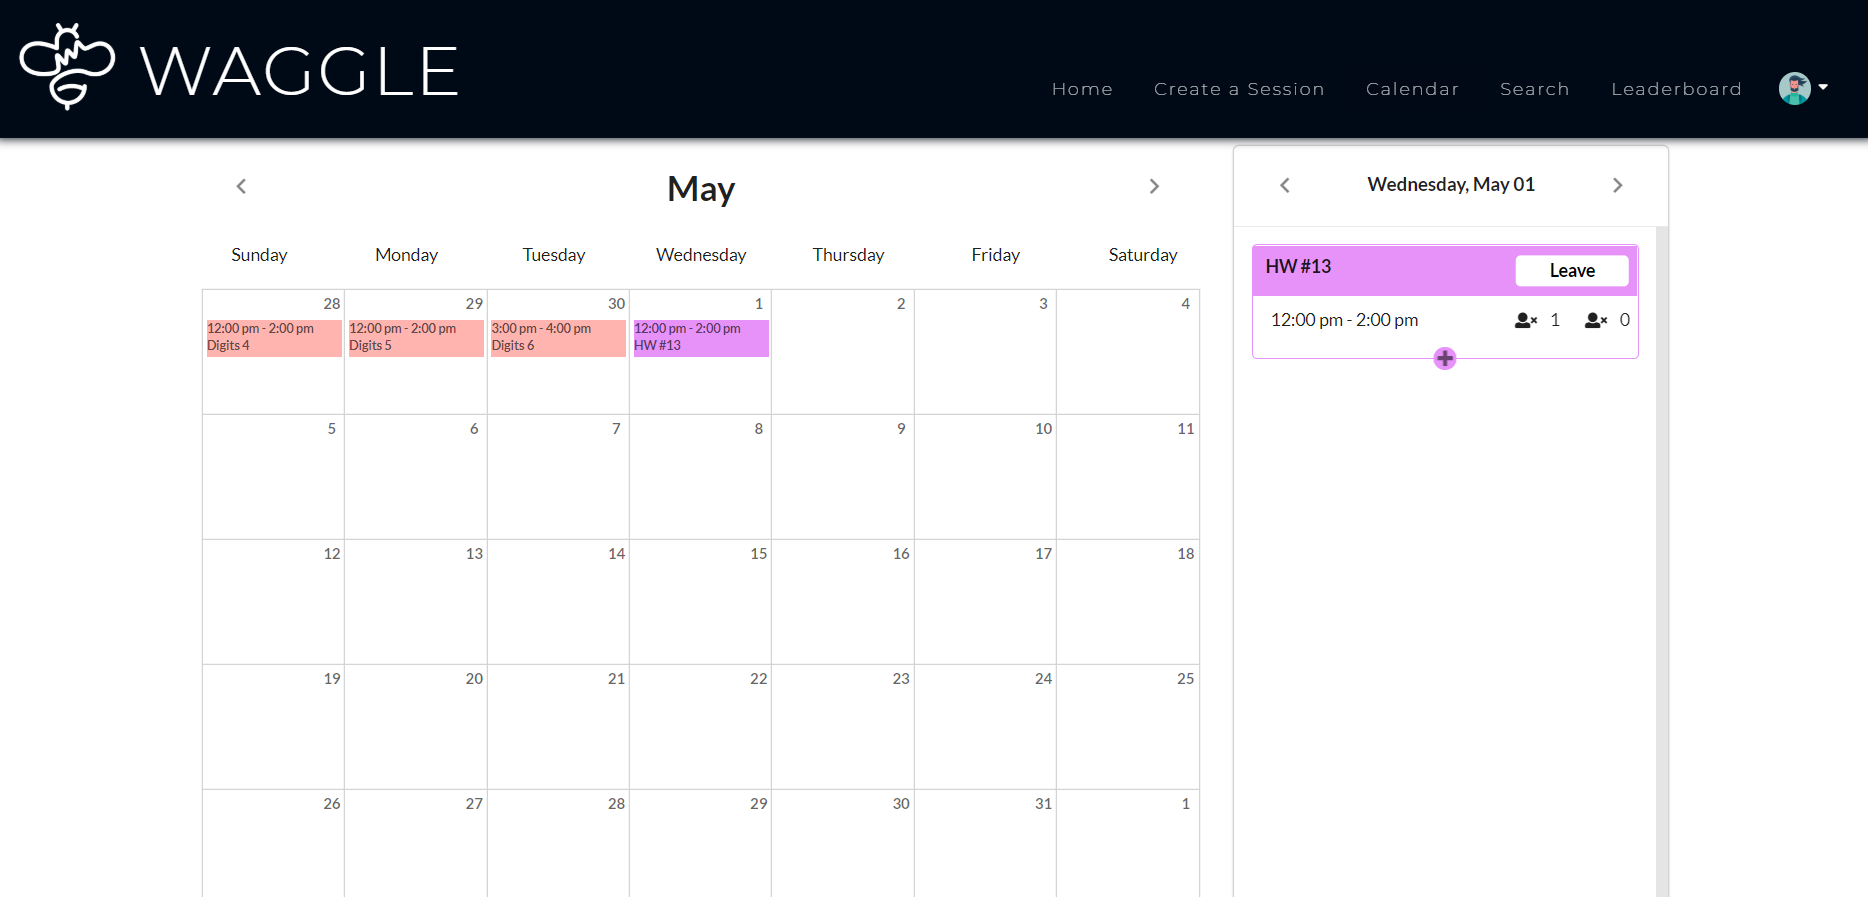 WAGGLE
Home Create a Session Calendar Search Leaderboard
May
Sunday Monday Tuesday Wednesday Thursday Friday Saturday
28 29 30 1 2 3 4
12:00 pm - 2:00 pm 12:00 pm - 2:00 pm 3:00 pm - 4:00 pm 12:00 pm - 2:00 pm
Digits 4 Digits 5 Digits 6 HW #13
5 6 7 8 9 10 11
12 13 14 15 16 17 18
19 20 21 22 23 24 25
26 27 28 29 30 31 1
Wednesday, May 01
HW #13 Leave
12:00 pm - 2:00 pm 1 0